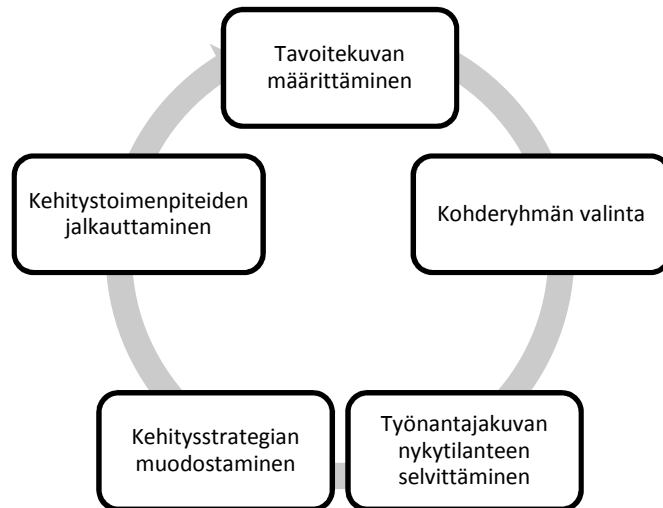 Tavoitekuvan
määrittäminen
Kohderyhmän valinta
Työnantajakuvan
nykytilanteen
selvittäminen
Kehitysstrategian
muodostaminen
Kehitystoimenpiteiden
jalkauttaminen